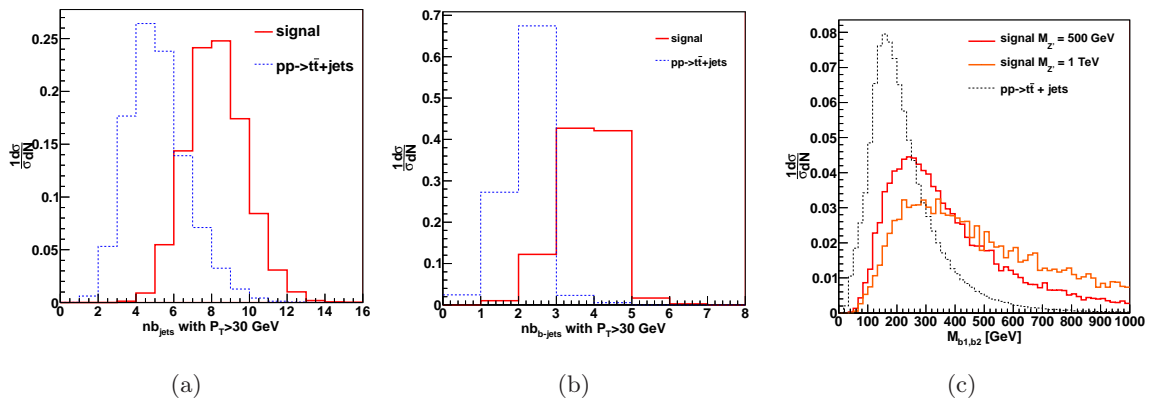 0.25
0.2
0.15
0.1
0.05
0
0 2 4 6 8 10 12 14 16
1dσ
σdN
nb_jets with P_T>30 GeV
signal
pp->tt̄+jets
(a)
0.7
0.6
0.5
0.4
0.3
0.2
0.1
0.0
0 1 2 3 4 5 6 7 8
1dσ
σdN
nb_b-jets with P_T>30 GeV
signal
pp->tt̄+jets
(b)
0.08
0.07
0.06
0.05
0.04
0.03
0.02
0.01
0.00
0 100 200 300 400 500 600 700 800 900 1000
1dσ
σdN
M_b1,b2 [GeV]
signal M_Z' = 500 GeV
signal M_Z' = 1 TeV
pp->tt̄ + jets
(c)